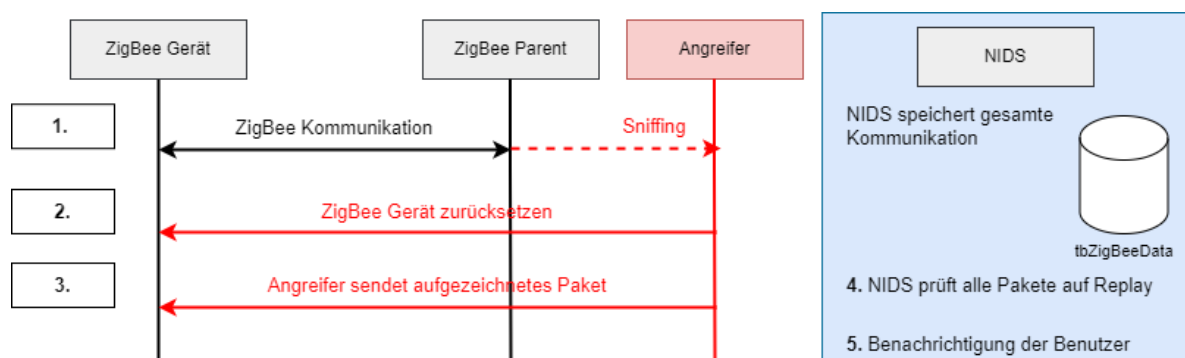 ZigBee Gerät
ZigBee Parent
Angreifer
NIDS
1.
ZigBee Kommunikation
Sniffing
NIDS speichert gesamte
Kommunikation
2.
ZigBee Gerät zurücksetzen
tbZigBeeData
3.
Angreifer sendet aufgezeichnetes Paket
4. NIDS prüft alle Pakete auf Replay
5. Benachrichtigung der Benutzer